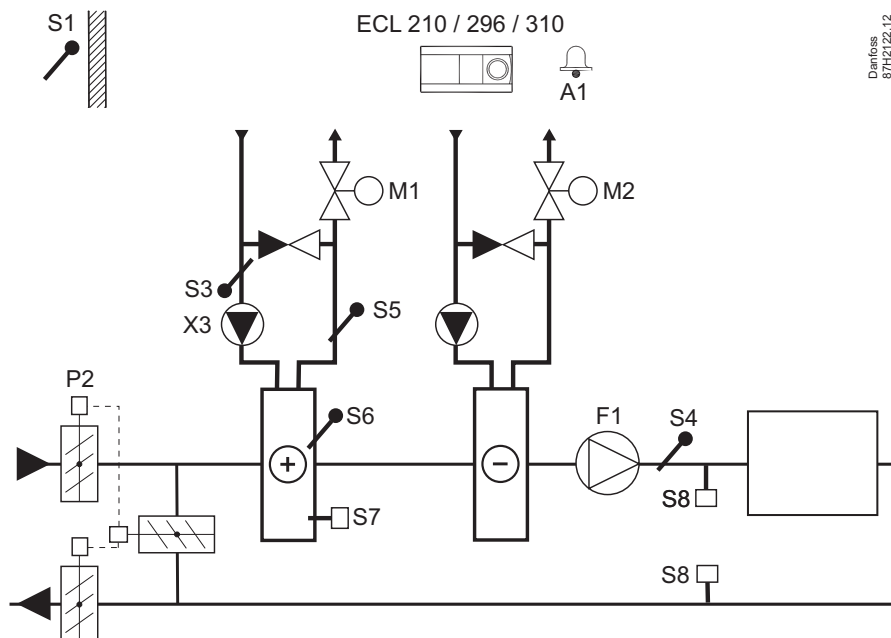 S1
ECL 210 / 296 / 310
A1
Danfoss
87H2122.12
M1
M2
S3
X3
S5
P2
S6
F1
S4
+
−
S7
S8
S8